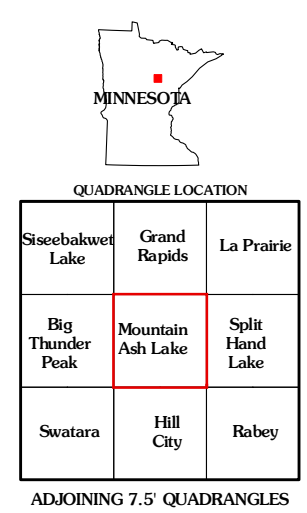 MINNESOTA
QUADRANGLE LOCATION
Siseebakwet
Lake
Grand
Rapids
La Prairie
Big
Thunder
Peak
Mountain
Ash Lake
Split
Hand
Lake
Swatara
Hill
City
Rabey
ADJOINING 7.5' QUADRANGLES